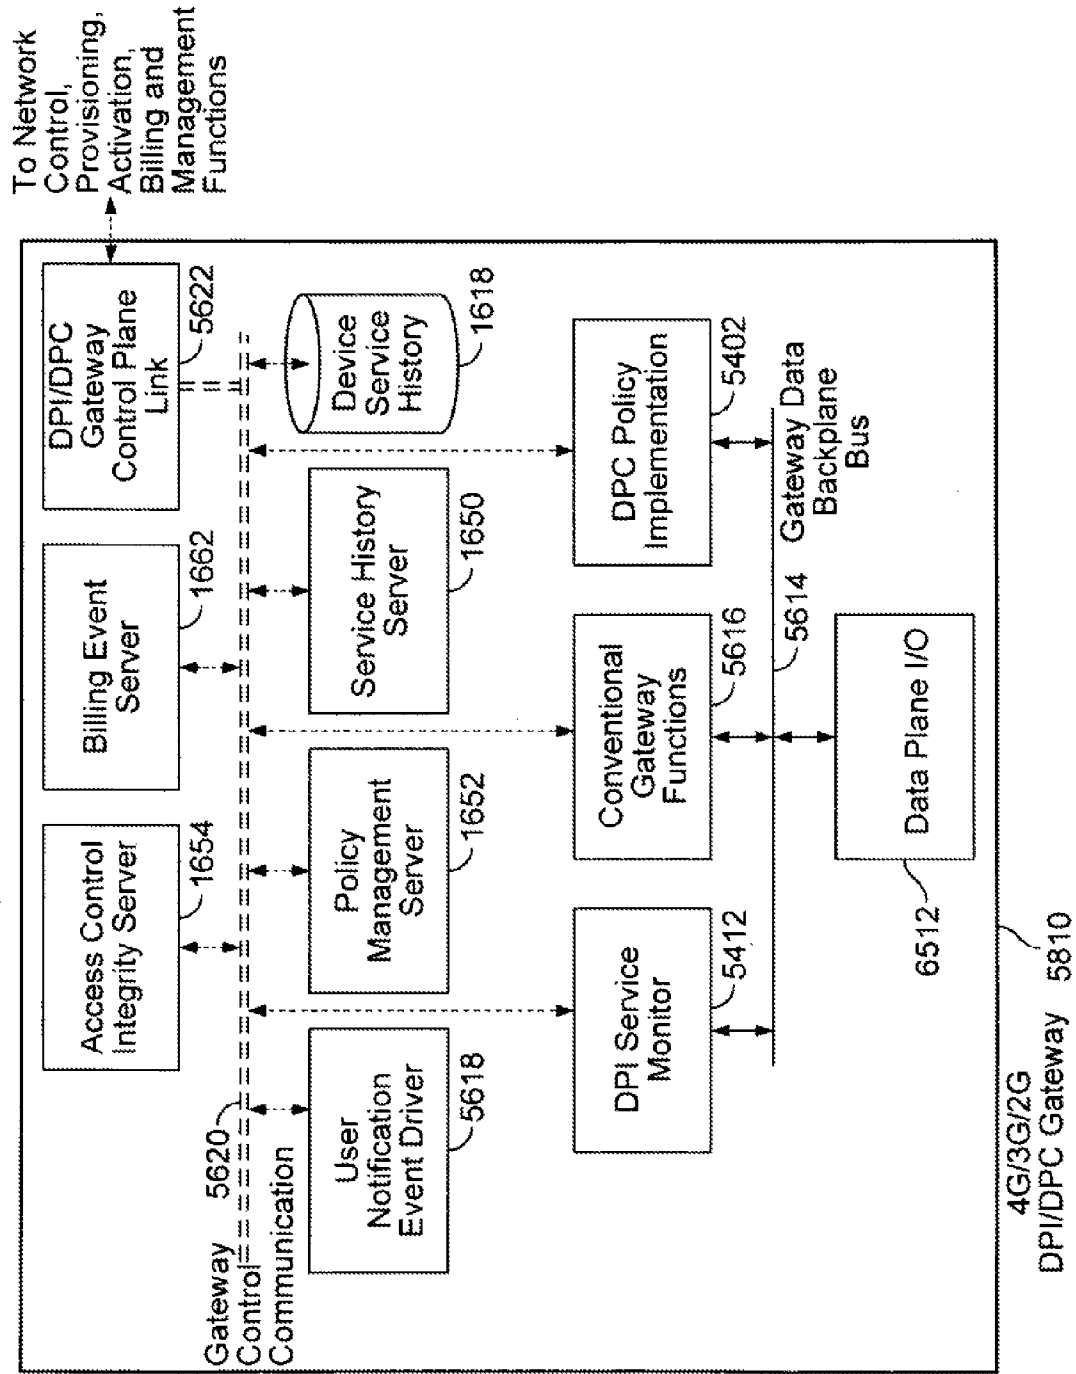 To Network
Control,
Provisioning,
Activation,
Billing and
Management
Functions
Access Control
Integrity Server
1654
Billing Event
Server
1662
DPI/DPC
Gateway
Control Plane
Link
5622
Gateway
Control
Communication
5620
User
Notification
Event Driver
5618
Policy
Management
Server
1652
Service History
Server
1650
Device
Service
History
1618
DPI Service
Monitor
5412
Conventional
Gateway
Functions
5616
DPC Policy
Implementation
5402
5614
Gateway Data
Backplane
Bus
Data Plane I/O
6512
4G/3G/2G
DPI/DPC Gateway
5810